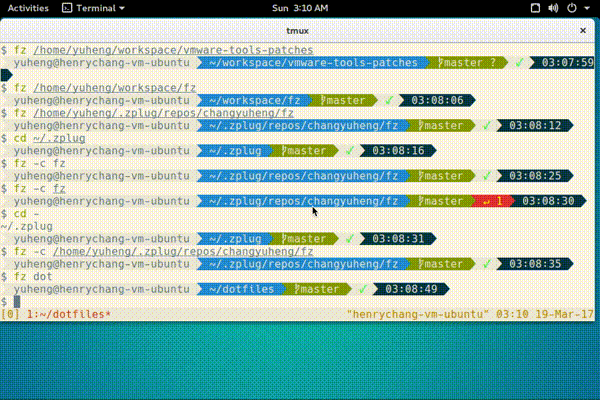 Activities Terminal Sun 3:10 AM
tmux ×
$ fz /home/yuheng/workspace/vmware-tools-patches
yuheng@henrychang-vm-ubuntu ~/workspace/vmware-tools-patches master ? ✓ 03:07:59
$ fz /home/yuheng/workspace/fz
yuheng@henrychang-vm-ubuntu ~/workspace/fz master ✓ 03:08:06
$ fz /home/yuheng/.zplug/repos/changyuheng/fz
yuheng@henrychang-vm-ubuntu ~/.zplug/repos/changyuheng/fz master ✓ 03:08:12
$ cd ~/.zplug
yuheng@henrychang-vm-ubuntu ~/.zplug master ✓ 03:08:16
$ fz -c fz
yuheng@henrychang-vm-ubuntu ~/.zplug/repos/changyuheng/fz master ✓ 03:08:25
$ fz -c fz
yuheng@henrychang-vm-ubuntu ~/.zplug/repos/changyuheng/fz master ↵ 1 03:08:30
$ cd -
~/.zplug
yuheng@henrychang-vm-ubuntu ~/.zplug master ✓ 03:08:31
$ fz -c /home/yuheng/.zplug/repos/changyuheng/fz
yuheng@henrychang-vm-ubuntu ~/.zplug/repos/changyuheng/fz master ✓ 03:08:35
$ fz dot
yuheng@henrychang-vm-ubuntu ~/dotfiles master ✓ 03:08:49
$
[0] 1:~/dotfiles* "henrychang-vm-ubuntu" 03:10 19-Mar-17